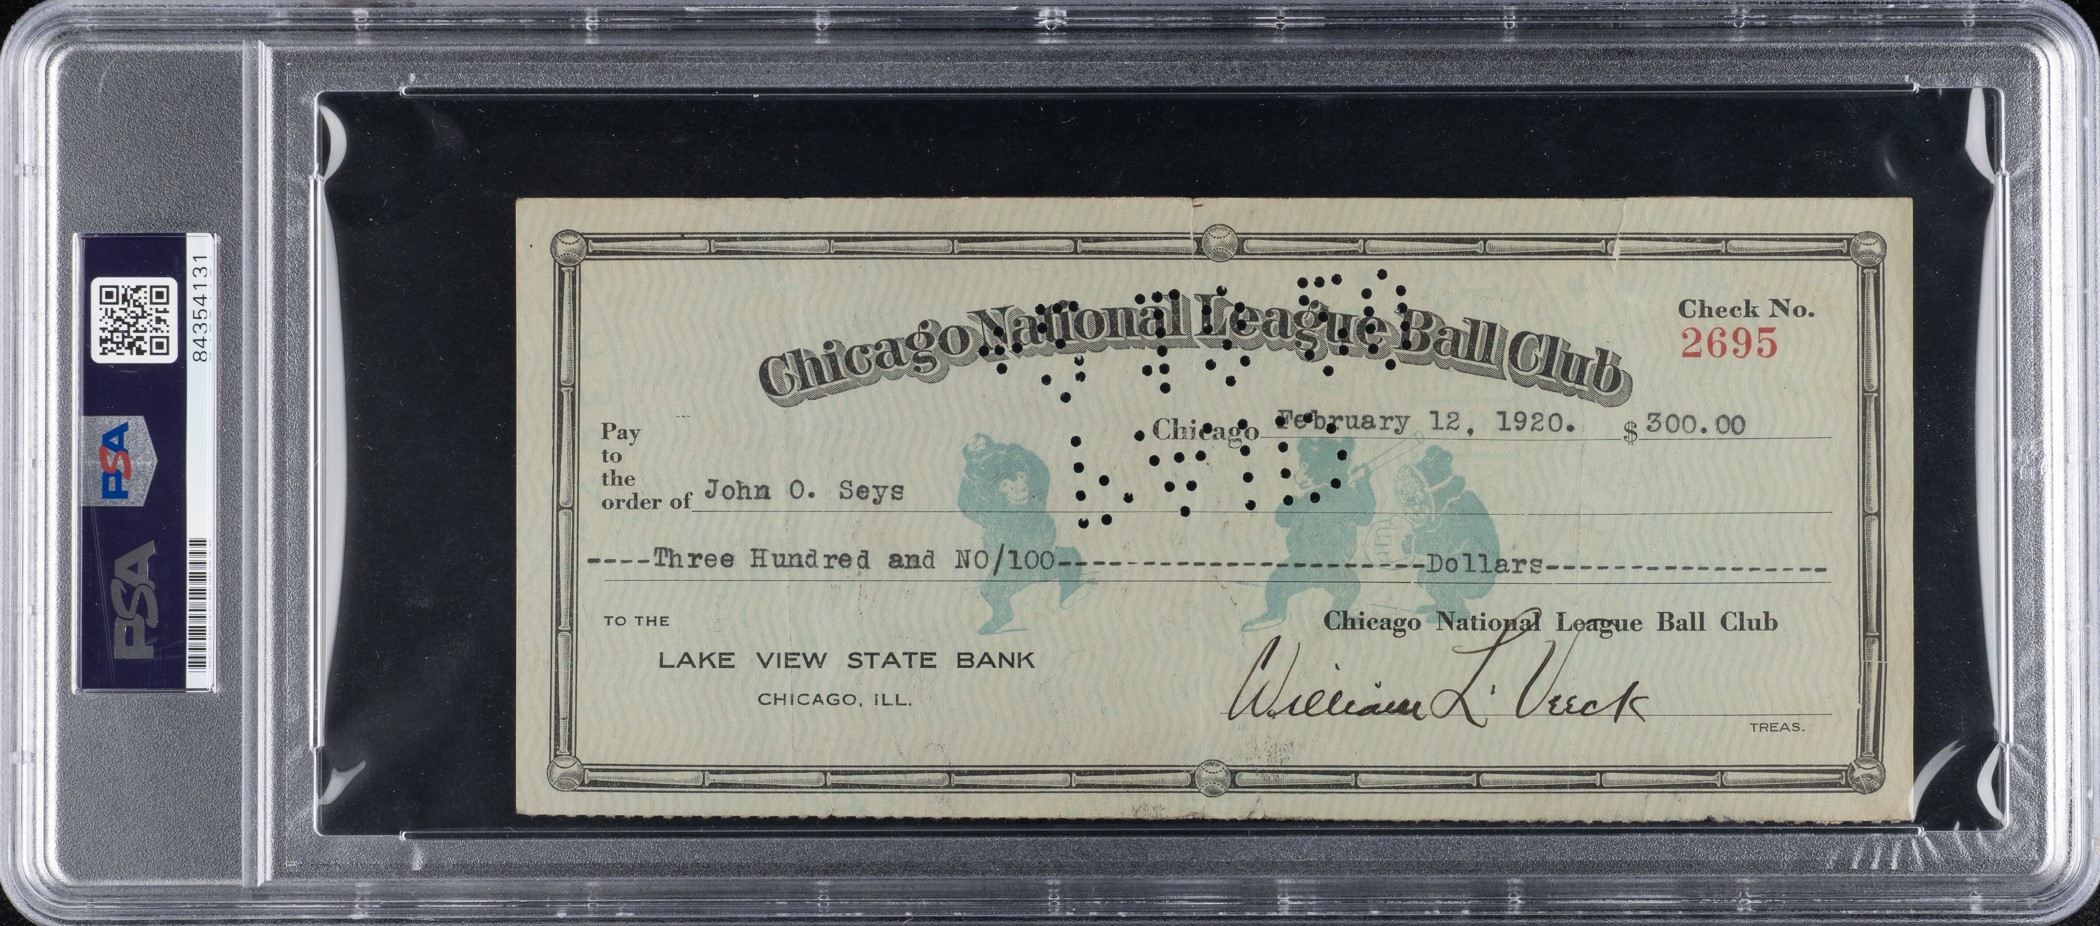 84354131
PSA
PSA
Chicago National League Ball Club
Check No.
2695
Chicago February 12, 1920. $300.00
Pay
to
the
order of John O. Seys
----Three Hundred and NO/100-----------------------Dollars-----------------
TO THE
LAKE VIEW STATE BANK
CHICAGO, ILL.
Chicago National League Ball Club
William L. Veeck
TREAS.